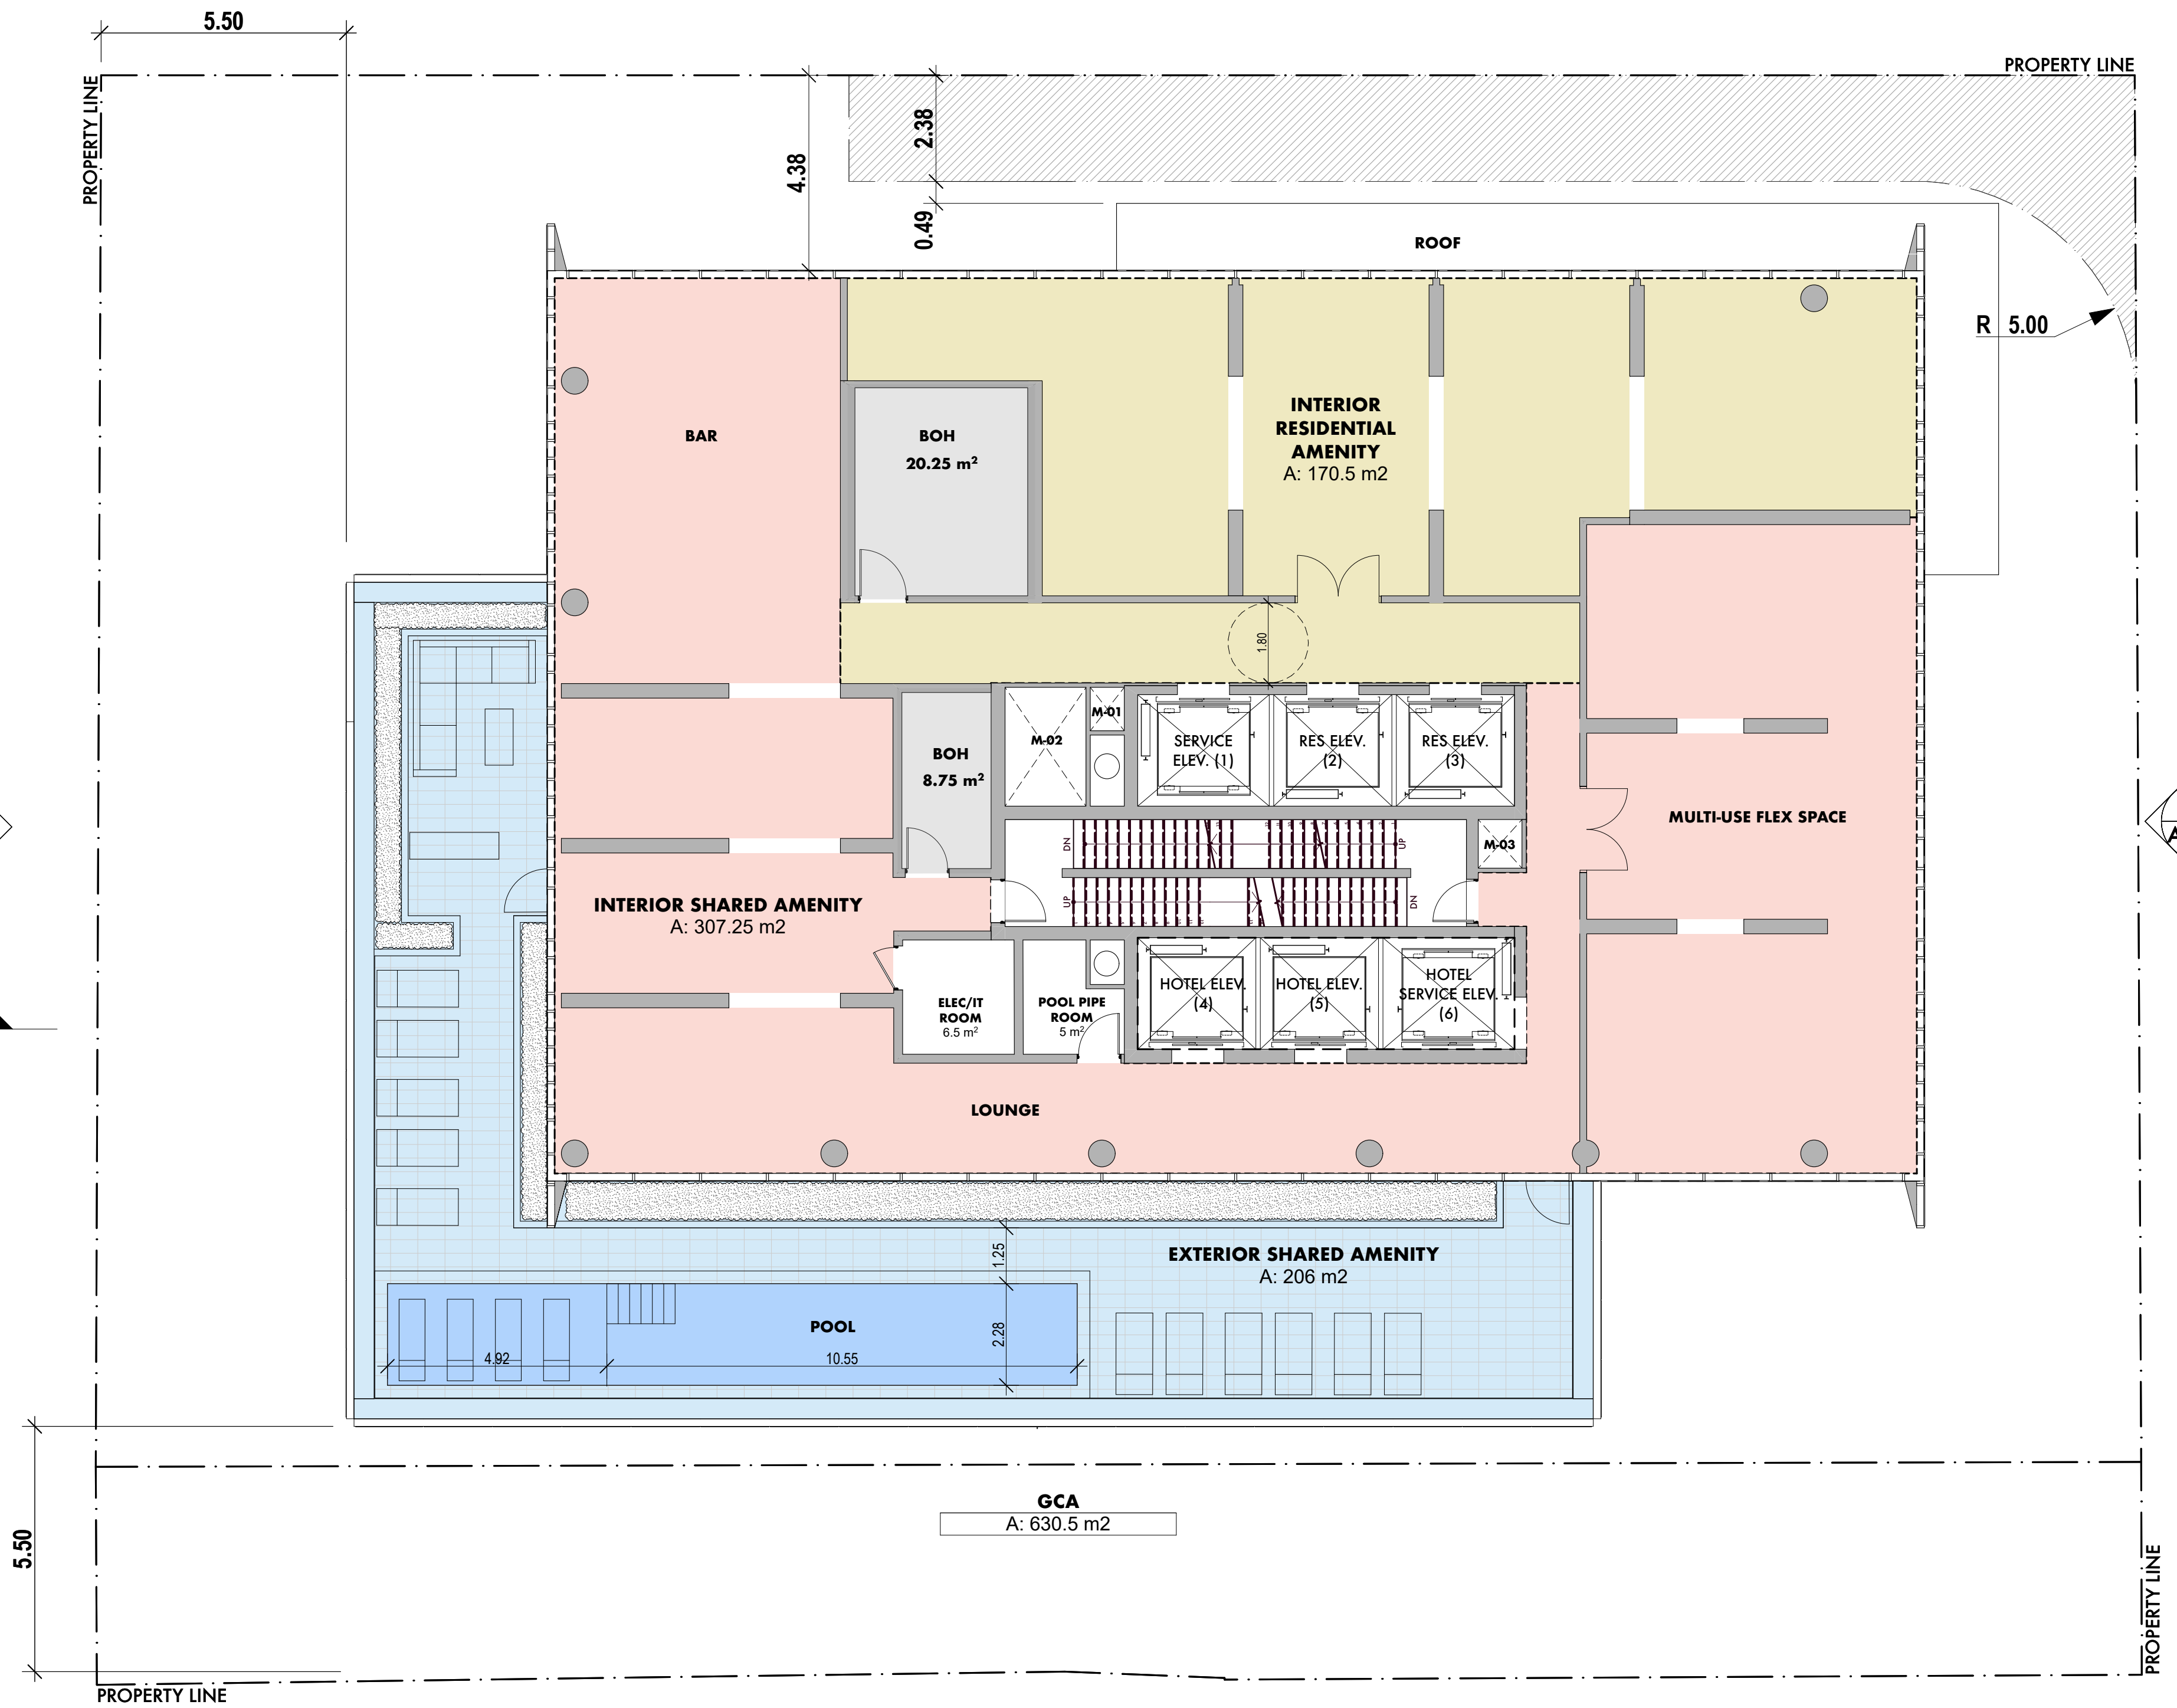 5.50
PROPERTY LINE
PROPERTY LINE
2.38
4.38
0.49
ROOF
R 5.00
INTERIOR
RESIDENTIAL
AMENITY
A: 170.5 m2
BAR
BOH
20.25 m²
1.80
M-01
M-02
SERVICE
ELEV. (1)
RES ELEV.
(2)
RES ELEV.
(3)
BOH
8.75 m²
MULTI-USE FLEX SPACE
A
DN
UP
M-03
UP
DN
INTERIOR SHARED AMENITY
A: 307.25 m2
HOTEL ELEV.
(4)
HOTEL ELEV.
(5)
HOTEL
SERVICE ELEV.
(6)
ELEC/IT
ROOM
6.5 m²
POOL PIPE
ROOM
5 m²
LOUNGE
1.25
EXTERIOR SHARED AMENITY
A: 206 m2
POOL
2.28
4.92
10.55
GCA
A: 630.5 m2
5.50
PROPERTY LINE
PROPERTY LINE